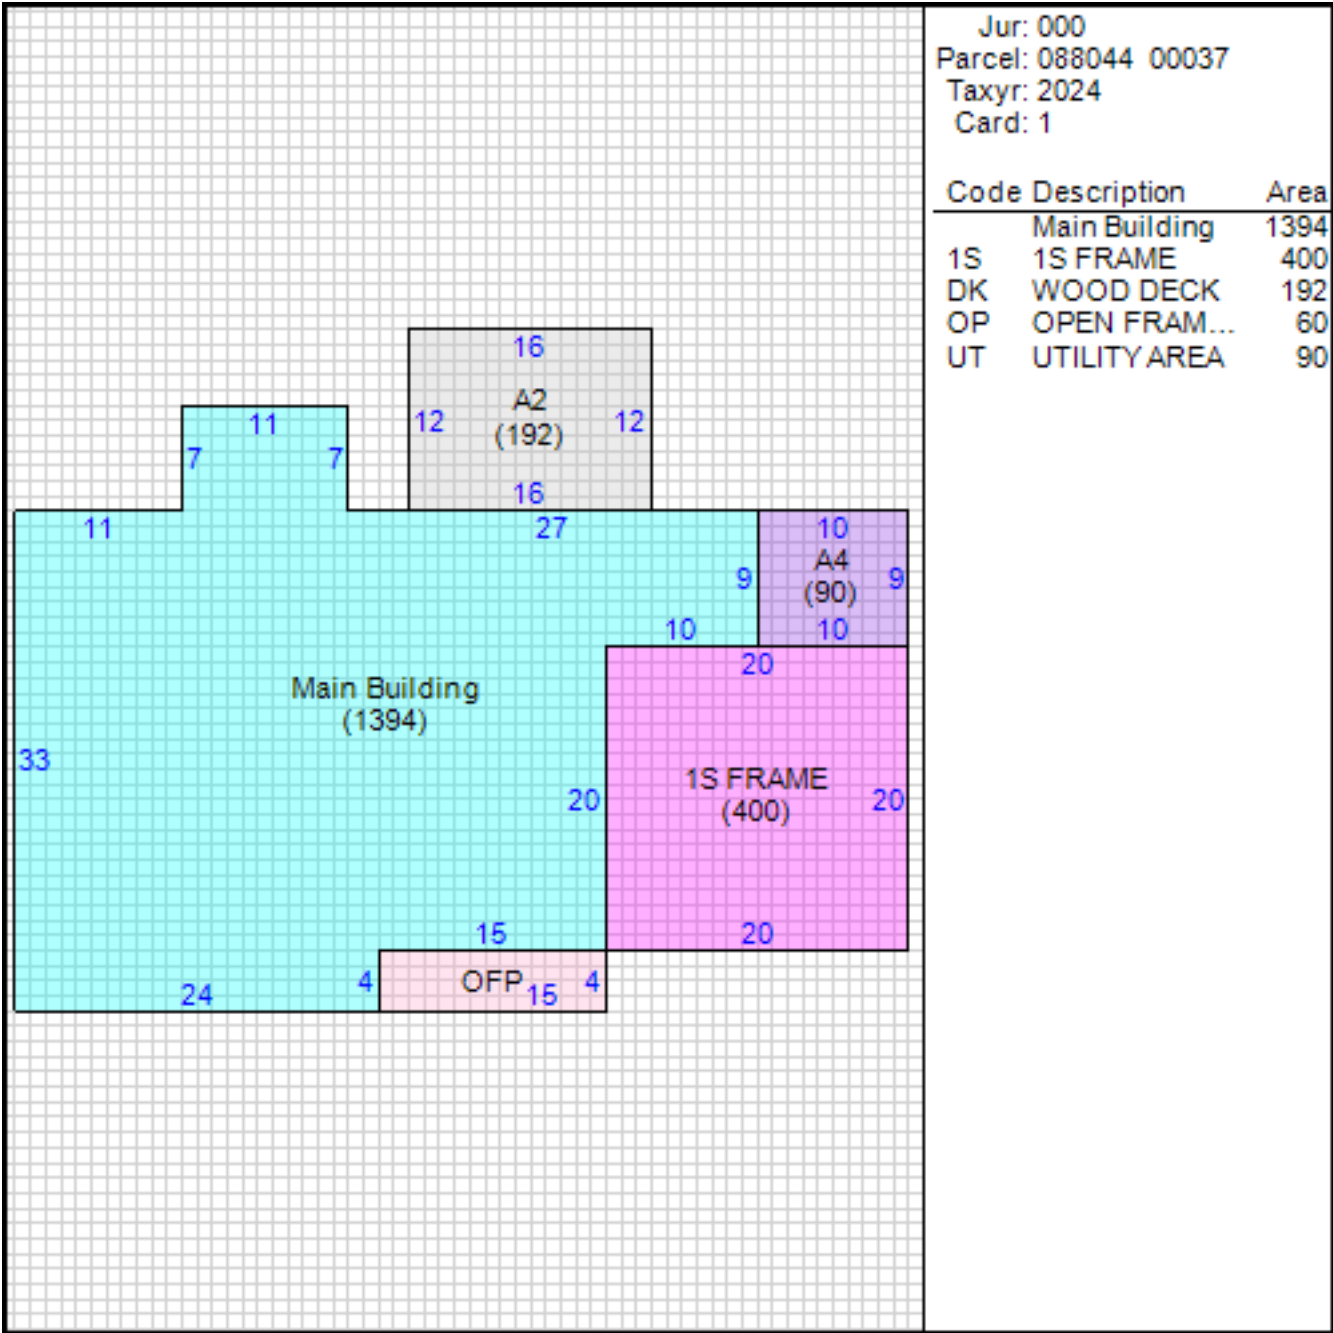 Jur: 000
Parcel: 088044 00037
Taxyr: 2024
Card: 1
Code Description Area
Main Building 1394
1S 1S FRAME 400
DK WOOD DECK 192
OP OPEN FRAM... 60
UT UTILITY AREA 90
16
A2
12 12
(192)
16
11
7 7
11
27
10
A4
9 9
(90)
10 10
20
Main Building
(1394)
33
1S FRAME
20 20
(400)
15
20
OFP
4 4
24
15